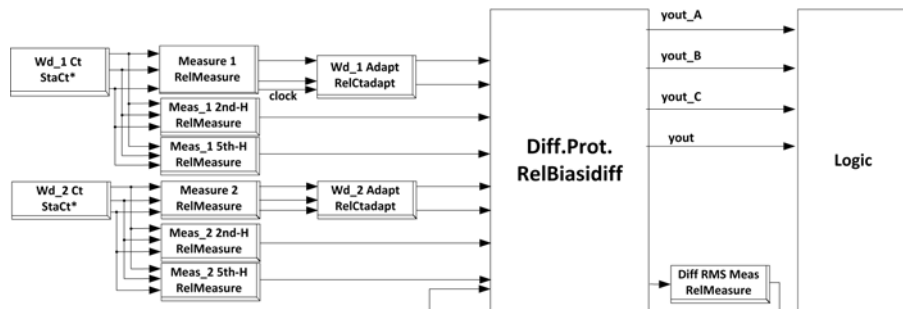 yout_A
Measure 1
RelMeasure
Wd_1 Ct
StaCt*
Wd_1 Adapt
RelCtadapt
yout_B
clock
Meas_1 2nd-H
RelMeasure
yout_C
Meas_1 5th-H
RelMeasure
yout
Diff.Prot.
RelBiasidiff
Logic
Wd_2 Ct
StaCt*
Measure 2
RelMeasure
Wd_2 Adapt
RelCtadapt
Meas_2 2nd-H
RelMeasure
Meas_2 5th-H
RelMeasure
Diff RMS Meas
RelMeasure